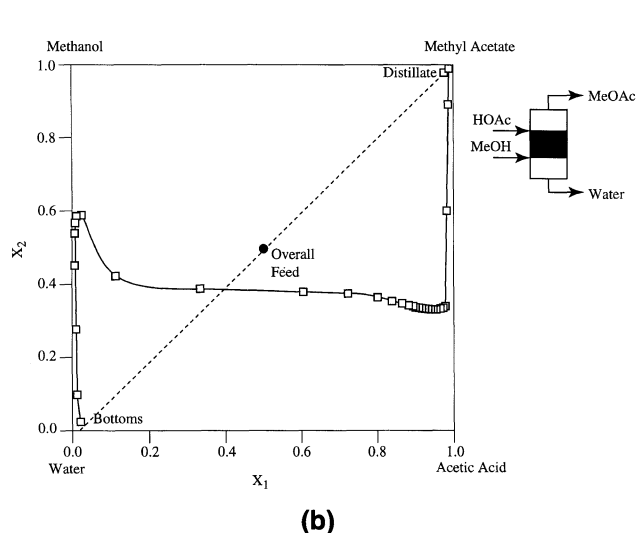 Methanol
Methyl Acetate
1.0
Distillate
MeOAc
HOAc
0.8
MeOH
Water
0.6
X2
Overall
Feed
0.4
0.2
Bottoms
0.0
0.0 0.2 0.4 0.6 0.8 1.0
Water
Acetic Acid
X1
(b)